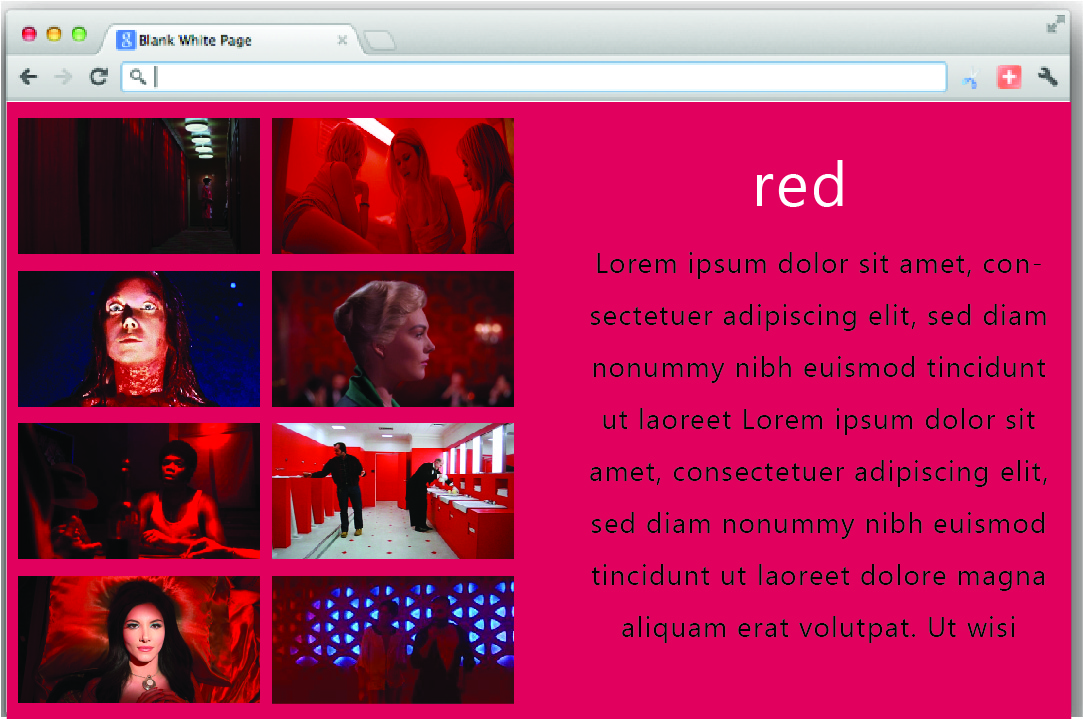 Blank White Page
red
Lorem ipsum dolor sit amet, con-
sectetuer adipiscing elit, sed diam
nonummy nibh euismod tincidunt
ut laoreet Lorem ipsum dolor sit
amet, consectetuer adipiscing elit,
sed diam nonummy nibh euismod
tincidunt ut laoreet dolore magna
aliquam erat volutpat. Ut wisi